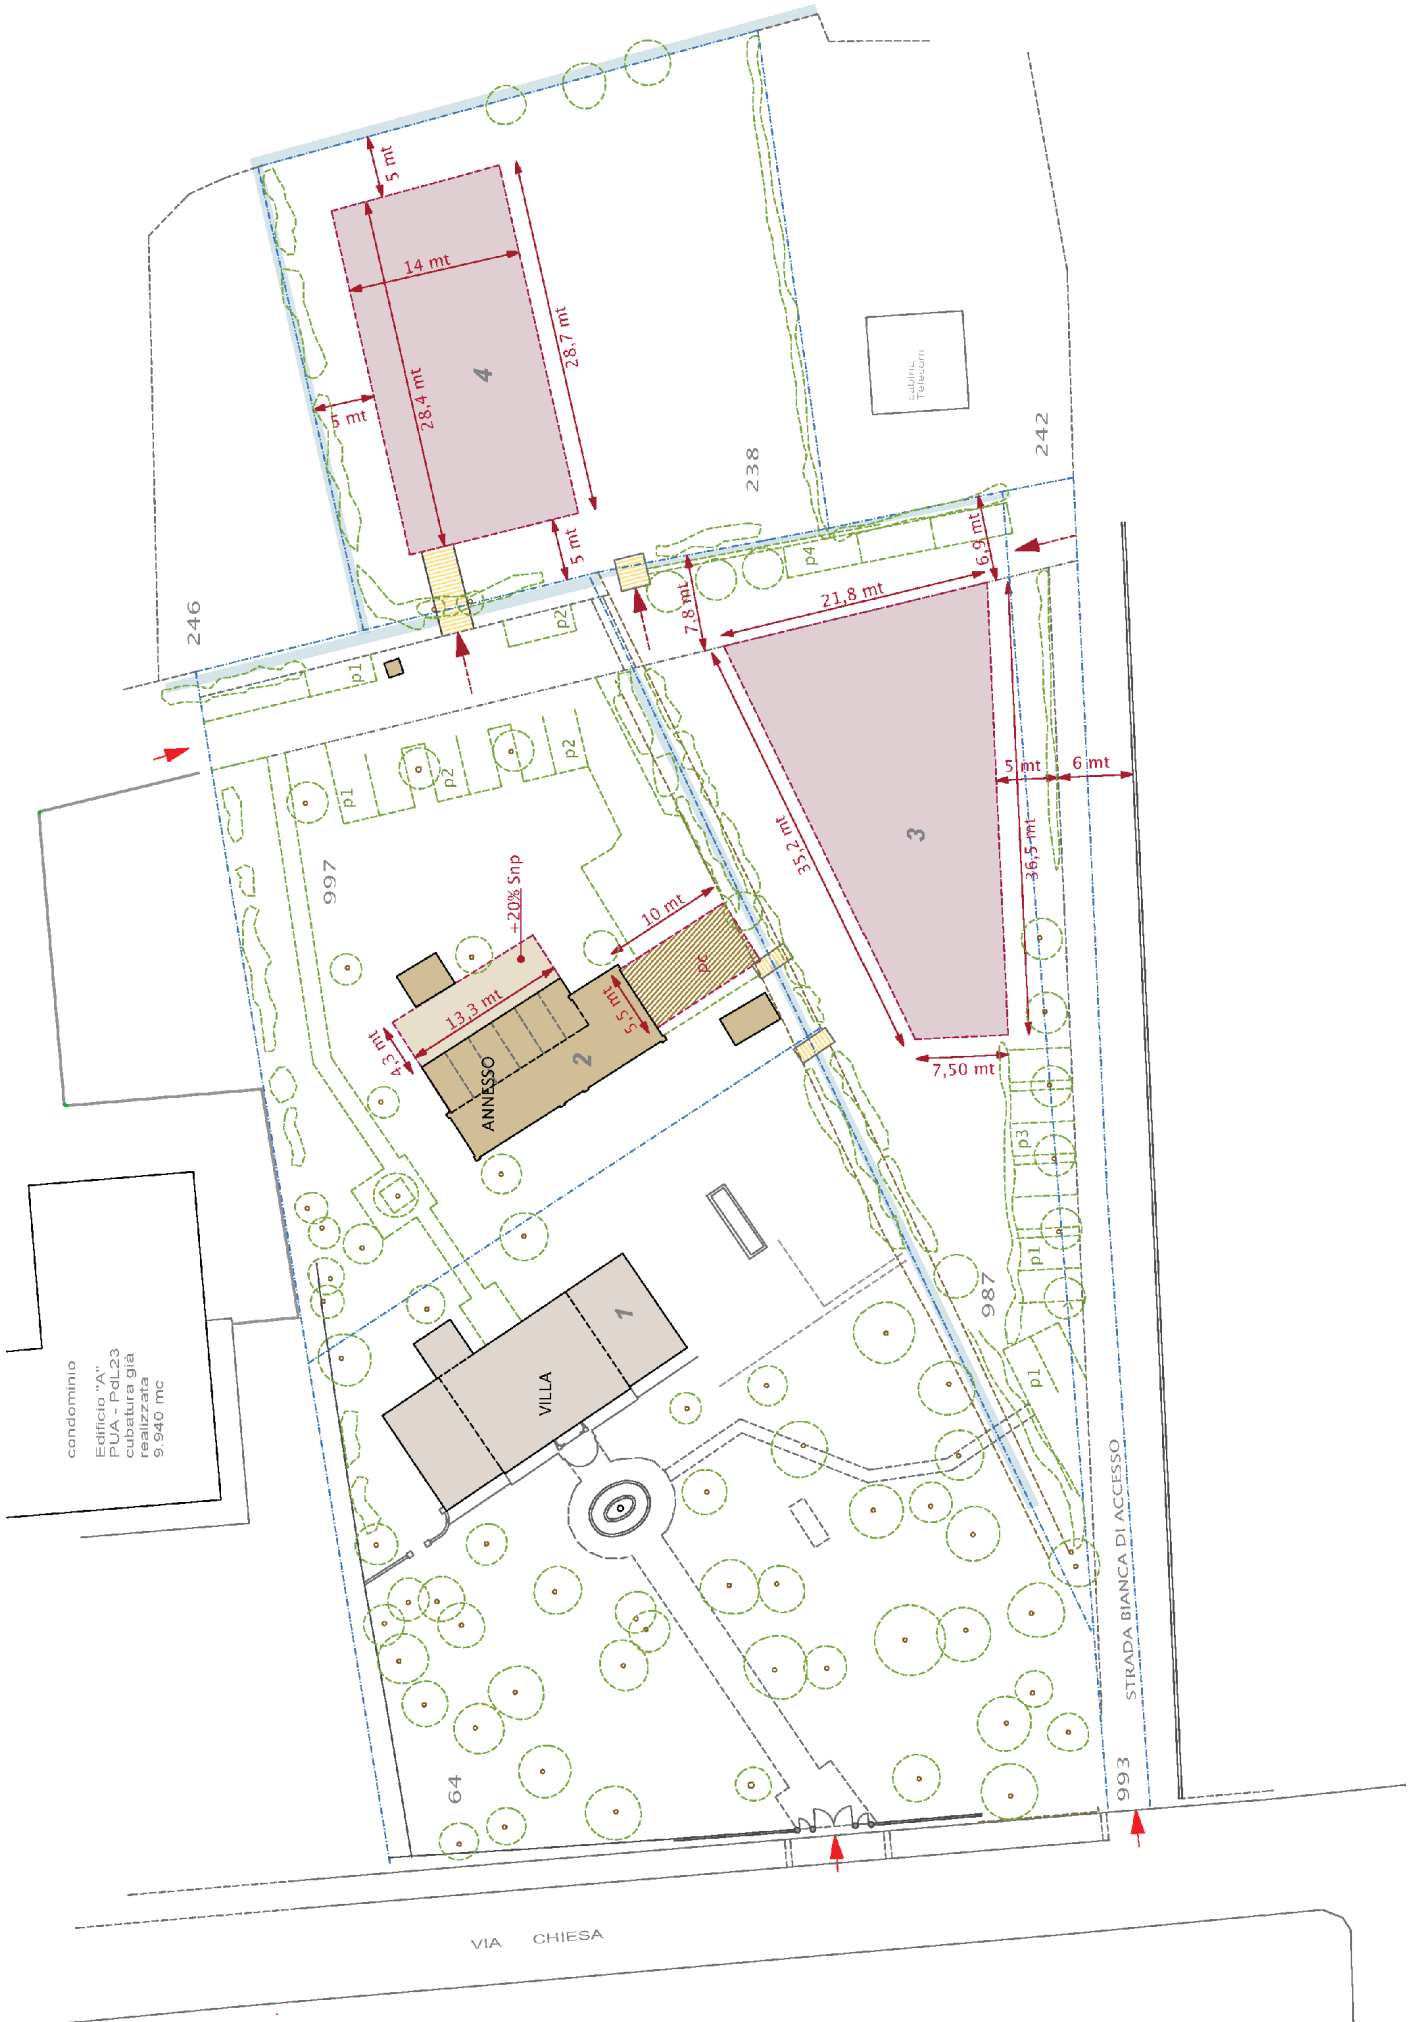 5 mt
14 mt
28,4 mt
28,7 mt
4
5 mt
cabina
Telecom
238
242
5 mt
6,9 mt
p4
246
p1
p2
7,8 mt
21,8 mt
p1
p2
p2
997
+20% Snp
35,2 mt
3
5 mt
6 mt
36,5 mt
10 mt
pc
13,3 mt
4,3 mt
5,5 mt
ANNESSO
2
7,50 mt
p3
p1
987
p1
condominio
Edificio "A"
PUA - PdL23
cubatura già
realizzata
9.940 mc
VILLA
1
STRADA BIANCA DI ACCESSO
64
993
VIA CHIESA